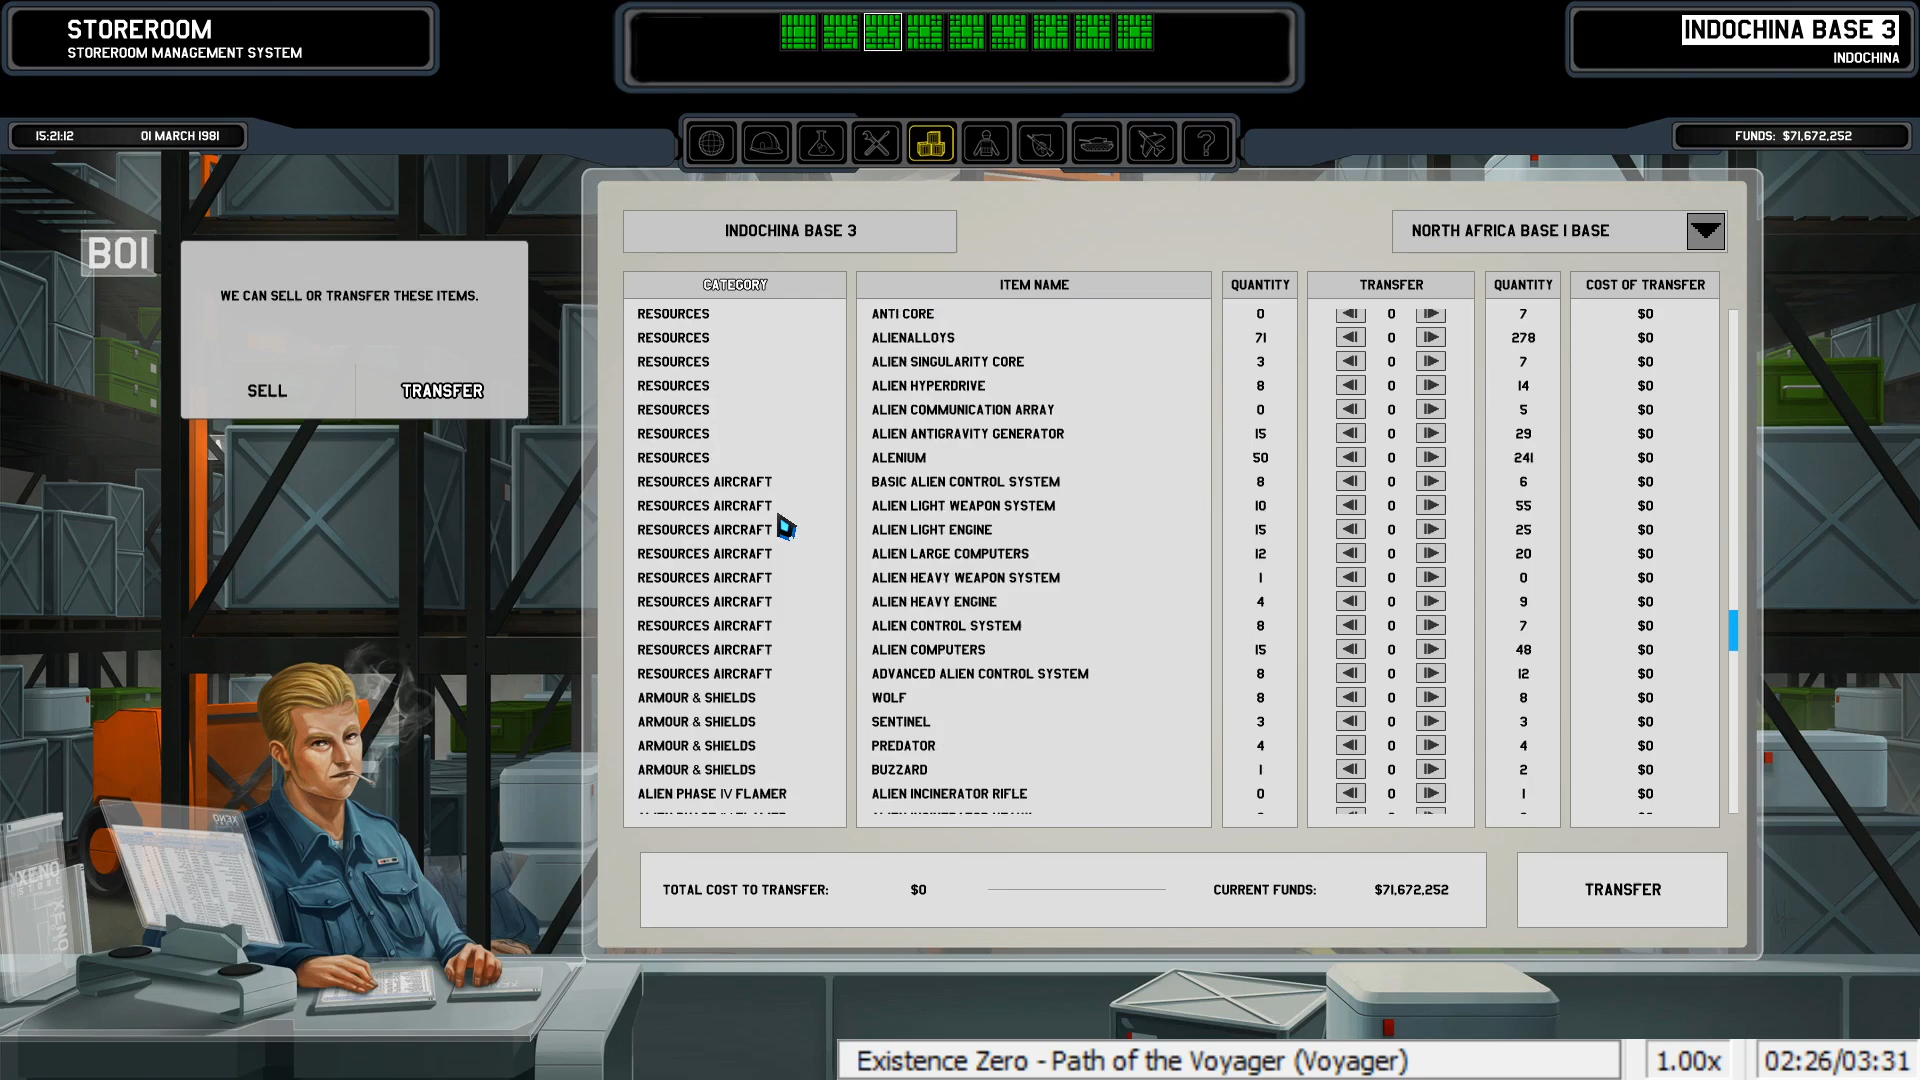 STOREROOM
STOREROOM MANAGEMENT SYSTEM
INDOCHINA BASE 3
INDOCHINA
15:21:12 01 MARCH 1981
FUNDS: $71,672,252
?
B01
WE CAN SELL OR TRANSFER THESE ITEMS.
SELL TRANSFER
INDOCHINA BASE 3 NORTH AFRICA BASE 1 BASE
CATEGORY ITEM NAME QUANTITY TRANSFER QUANTITY COST OF TRANSFER
RESOURCES ANTI CORE 0 0 7 $0
RESOURCES ALIENALLOYS 71 0 278 $0
RESOURCES ALIEN SINGULARITY CORE 3 0 7 $0
RESOURCES ALIEN HYPERDRIVE 8 0 14 $0
RESOURCES ALIEN COMMUNICATION ARRAY 0 0 5 $0
RESOURCES ALIEN ANTIGRAVITY GENERATOR 15 0 29 $0
RESOURCES ALENIUM 50 0 241 $0
RESOURCES AIRCRAFT BASIC ALIEN CONTROL SYSTEM 8 0 6 $0
RESOURCES AIRCRAFT ALIEN LIGHT WEAPON SYSTEM 10 0 55 $0
RESOURCES AIRCRAFT ALIEN LIGHT ENGINE 15 0 25 $0
RESOURCES AIRCRAFT ALIEN LARGE COMPUTERS 12 0 20 $0
RESOURCES AIRCRAFT ALIEN HEAVY WEAPON SYSTEM 1 0 0 $0
RESOURCES AIRCRAFT ALIEN HEAVY ENGINE 4 0 9 $0
RESOURCES AIRCRAFT ALIEN CONTROL SYSTEM 8 0 7 $0
RESOURCES AIRCRAFT ALIEN COMPUTERS 15 0 48 $0
RESOURCES AIRCRAFT ADVANCED ALIEN CONTROL SYSTEM 8 0 12 $0
ARMOUR & SHIELDS WOLF 8 0 8 $0
ARMOUR & SHIELDS SENTINEL 3 0 3 $0
ARMOUR & SHIELDS PREDATOR 4 0 4 $0
ARMOUR & SHIELDS BUZZARD 1 0 2 $0
ALIEN PHASE IV FLAMER ALIEN INCINERATOR RIFLE 0 0 1 $0
TOTAL COST TO TRANSFER: $0 CURRENT FUNDS: $71,672,252 TRANSFER
XENO
Existence Zero - Path of the Voyager (Voyager) 1.00x 02:26/03:31